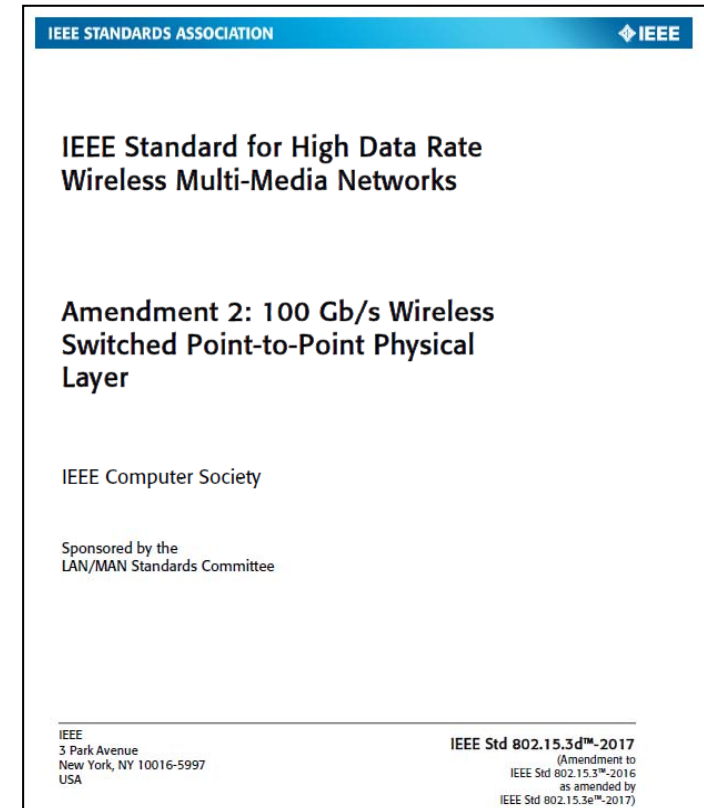 IEEE STANDARDS ASSOCIATION
IEEE
IEEE Standard for High Data Rate
Wireless Multi-Media Networks
Amendment 2: 100 Gb/s Wireless
Switched Point-to-Point Physical
Layer
IEEE Computer Society
Sponsored by the
LAN/MAN Standards Committee
IEEE
3 Park Avenue
New York, NY 10016-5997
USA
IEEE Std 802.15.3d™-2017
(Amendment to
IEEE Std 802.15.3™-2016
as amended by
IEEE Std 802.15.3e™-2017)